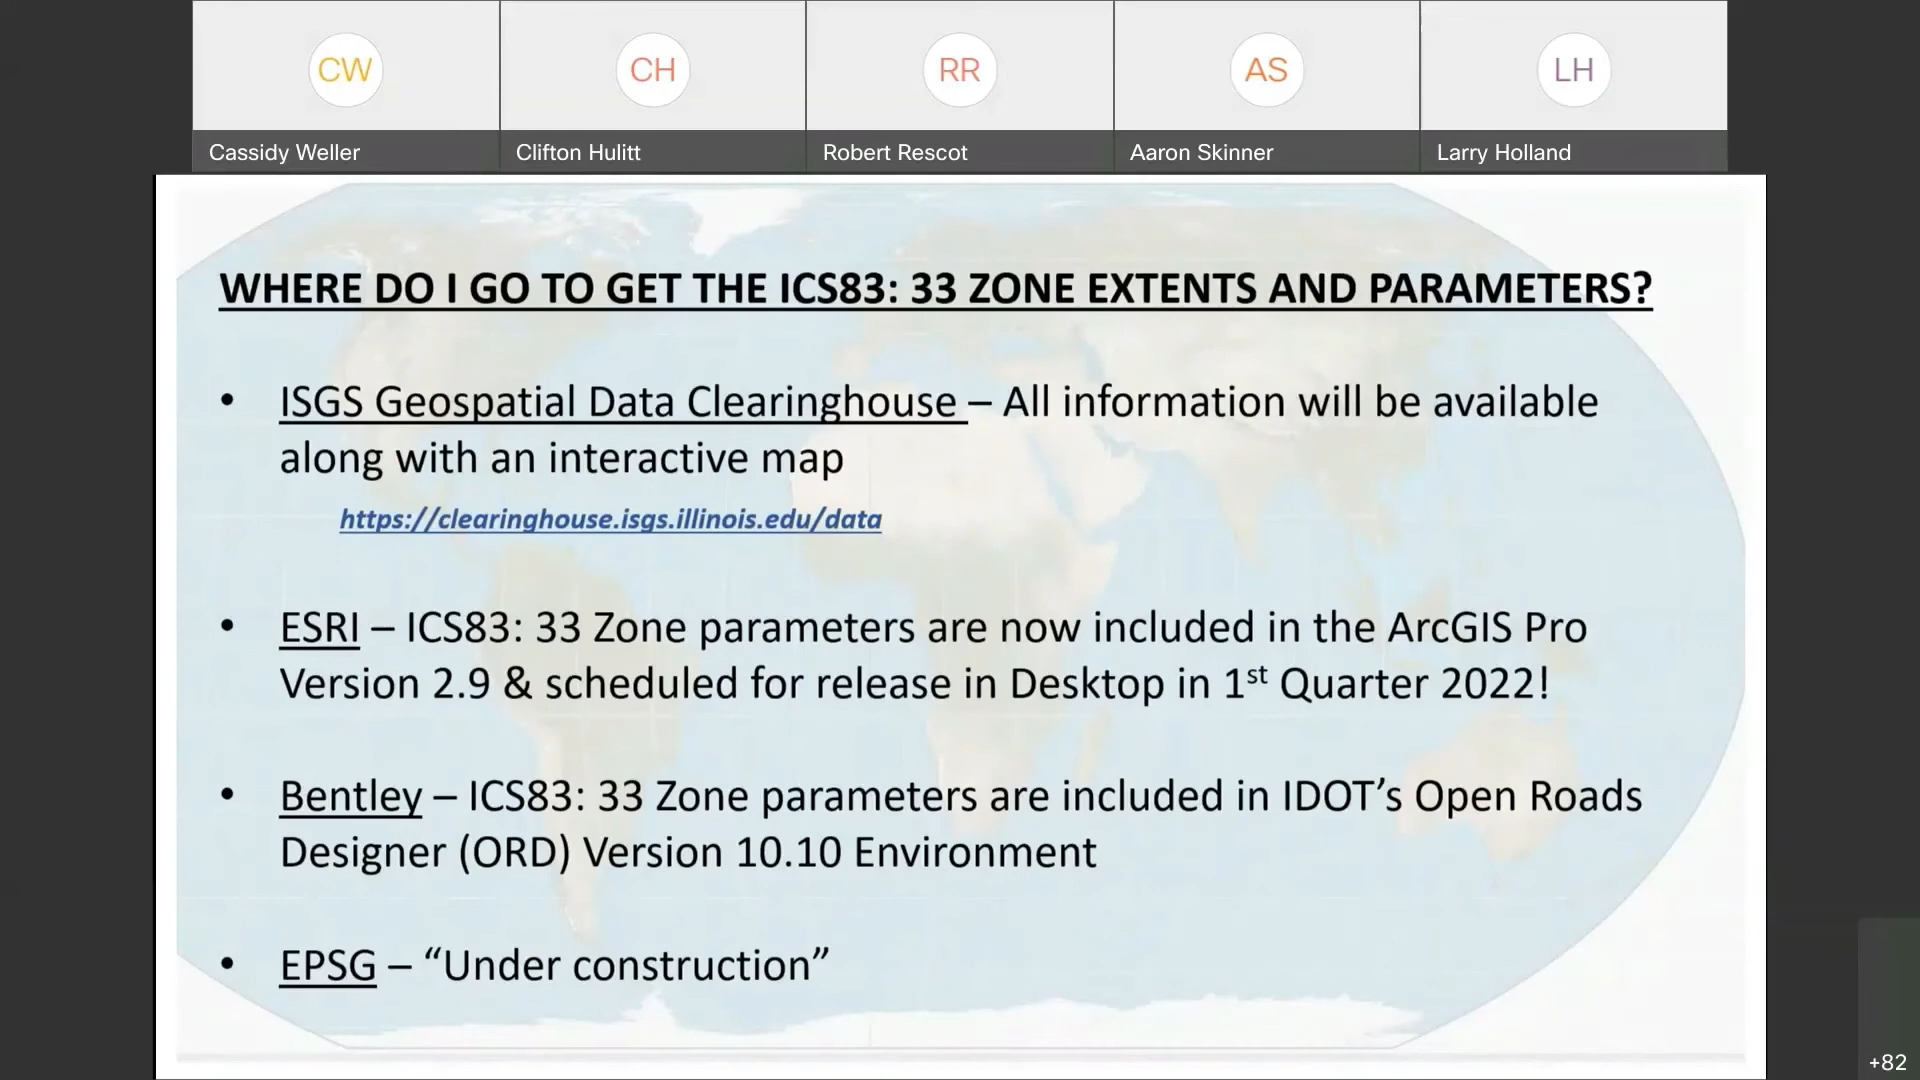 CW
CH
RR
AS
LH
Cassidy Weller
Clifton Hulitt
Robert Rescot
Aaron Skinner
Larry Holland
WHERE DO I GO TO GET THE ICS83: 33 ZONE EXTENTS AND PARAMETERS?
• ISGS Geospatial Data Clearinghouse – All information will be available
along with an interactive map
https://clearinghouse.isgs.illinois.edu/data
• ESRI – ICS83: 33 Zone parameters are now included in the ArcGIS Pro
Version 2.9 & scheduled for release in Desktop in 1st Quarter 2022!
• Bentley – ICS83: 33 Zone parameters are included in IDOT’s Open Roads
Designer (ORD) Version 10.10 Environment
• EPSG – “Under construction”
+82